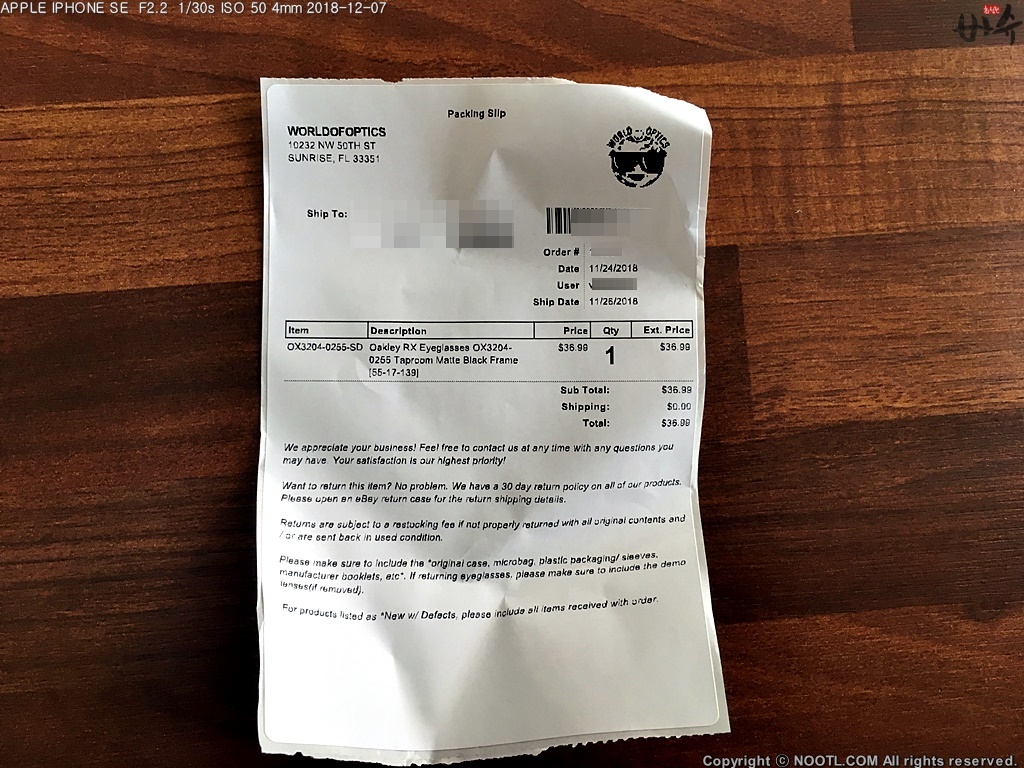 APPLE IPHONE SE F2.2 1/30s ISO 50 4mm 2018-12-07
Packing Slip
WORLDOFOPTICS
10232 NW 50TH ST
SUNRISE, FL 33351
WORLD OPTICS
Ship To:
Order #
Date 11/24/2018
User
Ship Date 11/26/2018
Item Description Price Qty Ext. Price
OX3204-0255-SD Oakley RX Eyeglasses OX3204- $36.99 1 $36.99
0255 Taproom Matte Black Frame
[55-17-139]
Sub Total: $36.99
Shipping: $0.00
Total: $36.99
We appreciate your business! Feel free to contact us at any time with any questions you
may have. Your satisfaction is our highest priority!
Want to return this item? No problem. We have a 30 day return policy on all of our products.
Please open an eBay return case for the return shipping details.
Returns are subject to a restocking fee if not properly returned with all original contents and
/ or are sent back in used condition.
Please make sure to include the *original case, microbag, plastic packaging/ sleeves,
manufacturer booklets, etc*. If returning eyeglasses, please make sure to include the demo
lenses(if removed).
For products listed as *New w/ Defects, please include all items received with order.
Copyright © NOOTL.COM All rights reserved.